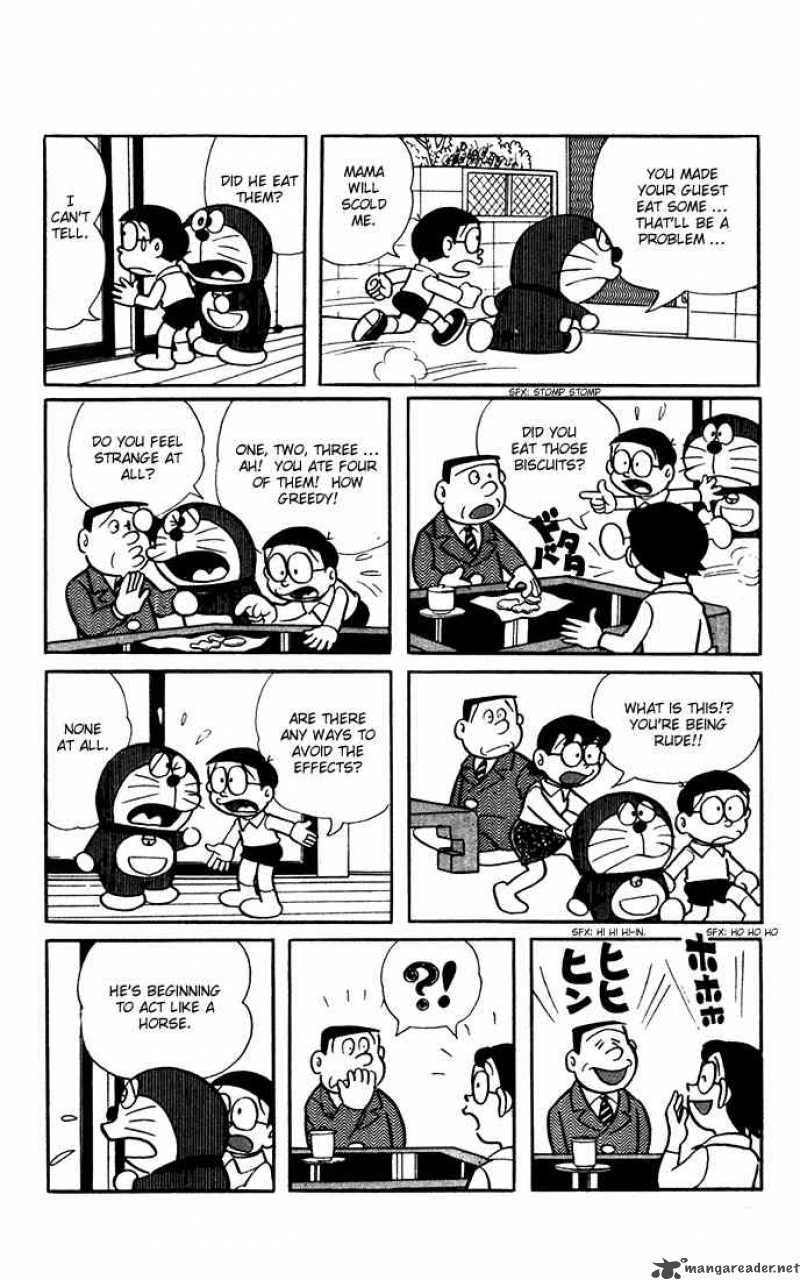 YOU MADE
YOUR GUEST
EAT SOME ...
THAT'LL BE A
PROBLEM ...
MAMA
WILL
SCOLD
ME.
DID HE EAT
THEM?
I
CAN'T
TELL.
SFX: STOMP STOMP
DID YOU
EAT THOSE
BISCUITS?
ドタ
バタ
ONE, TWO, THREE ...
AH! YOU ATE FOUR
OF THEM! HOW
GREEDY!
DO YOU FEEL
STRANGE AT
ALL?
WHAT IS THIS!?
YOU'RE BEING
RUDE!!
ARE THERE
ANY WAYS TO
AVOID THE
EFFECTS?
NONE
AT ALL.
SFX: HO HO HO
ホホホ
SFX: HI HI HI-IN.
ヒヒ
ヒン
?!
HE'S BEGINNING
TO ACT LIKE A
HORSE.
mangareader.net